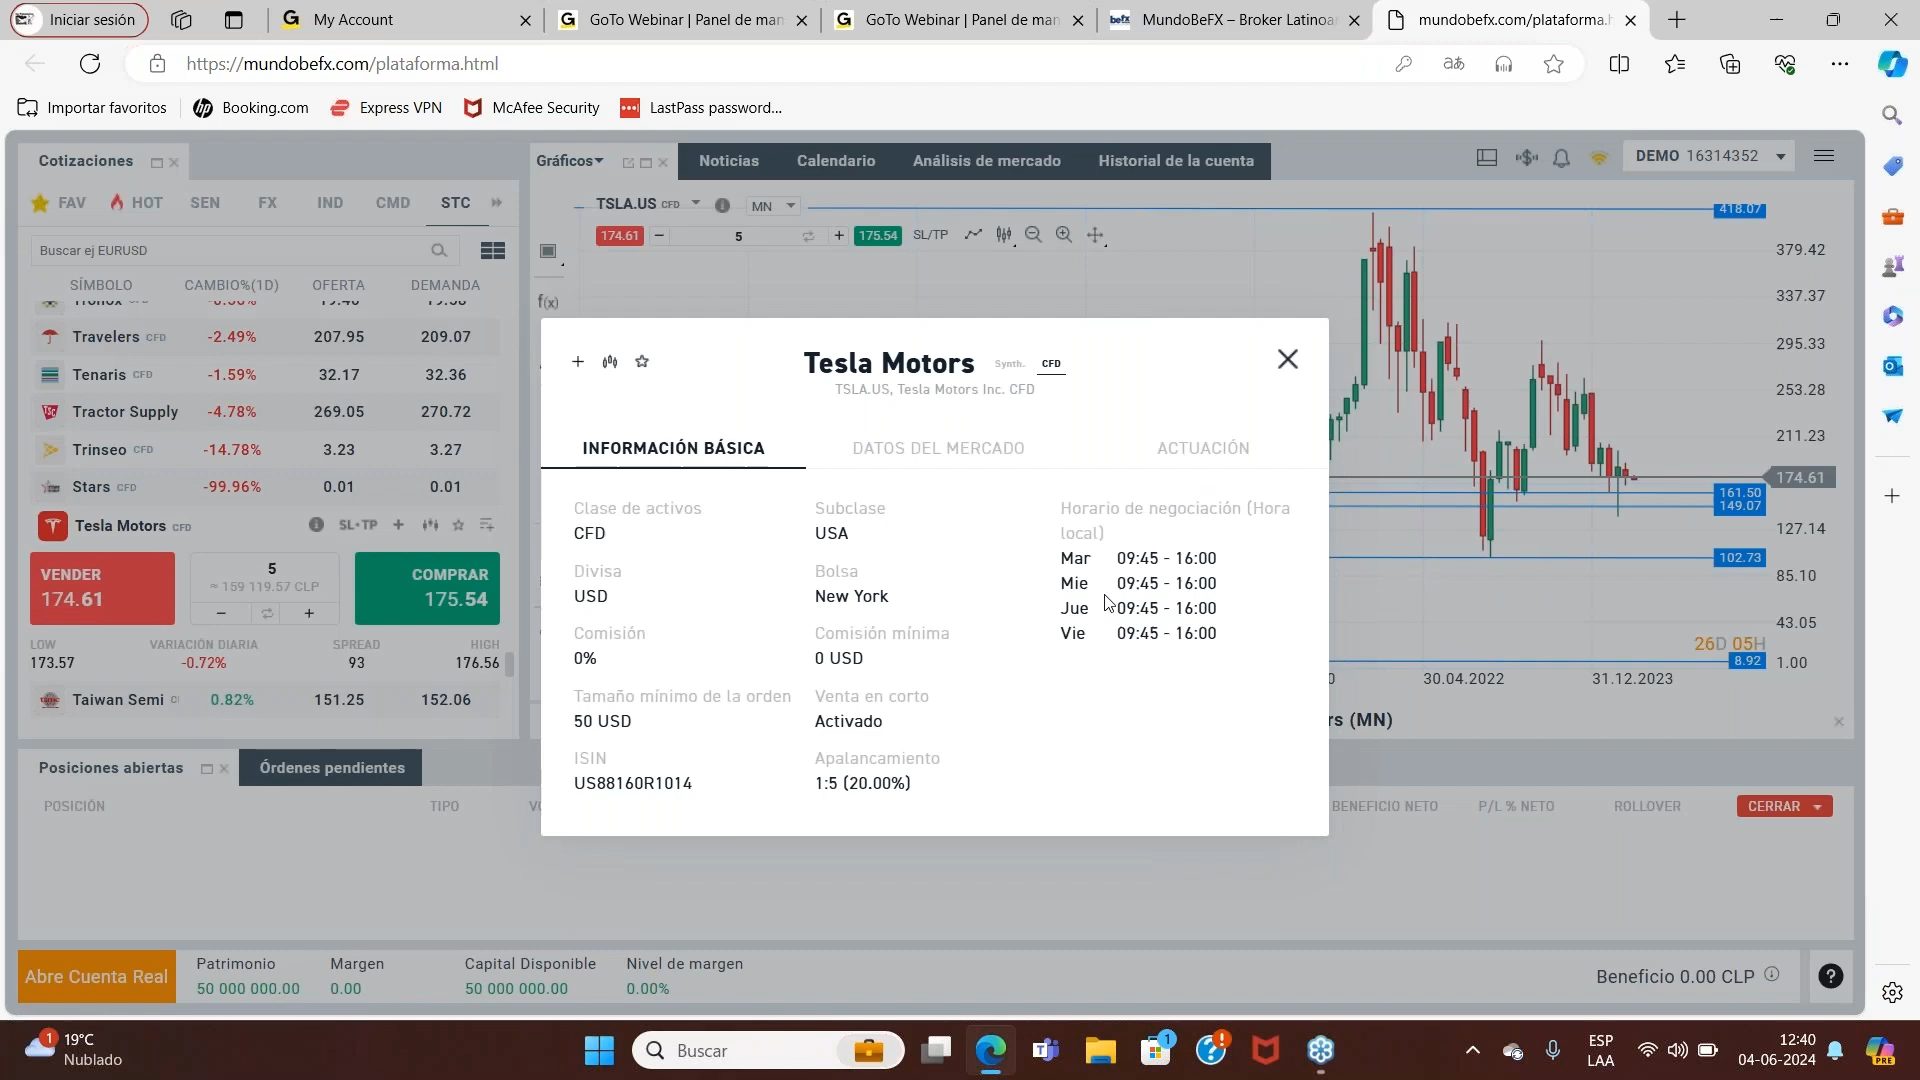 Iniciar sesión
My Account
GoTo Webinar | Panel de man
GoTo Webinar | Panel de man
MundoBeFX – Broker Latinoar
mundobefx.com/plataforma.h
https://mundobefx.com/plataforma.html
Importar favoritos
Booking.com
Express VPN
McAfee Security
LastPass password...
Cotizaciones
Gráficos
Noticias
Calendario
Análisis de mercado
Historial de la cuenta
DEMO 16314352
FAV
HOT
SEN
FX
IND
CMD
STC
TSLA.US CFD
MN
418.07
174.61
5
175.54
SL/TP
Buscar ej EURUSD
379.42
SÍMBOLO CAMBIO%(1D) OFERTA DEMANDA
337.37
Travelers CFD -2.49% 207.95 209.07
295.33
Tenaris CFD -1.59% 32.17 32.36
253.28
Tractor Supply -4.78% 269.05 270.72
211.23
Trinseo CFD -14.78% 3.23 3.27
174.61
Stars CFD -99.96% 0.01 0.01
161.50
149.07
Tesla Motors CFD SL•TP
127.14
102.73
VENDER
174.61
5
≈ 159 119.57 CLP
COMPRAR
175.54
85.10
43.05
LOW VARIACIÓN DIARIA SPREAD HIGH
173.57 -0.72% 93 176.56
26D 05H
8.92
1.00
Taiwan Semi 0.82% 151.25 152.06
30.04.2022
31.12.2023
rs (MN)
Tesla Motors Synth. CFD
TSLA.US, Tesla Motors Inc. CFD
INFORMACIÓN BÁSICA
DATOS DEL MERCADO
ACTUACIÓN
Clase de activos
CFD
Subclase
USA
Horario de negociación (Hora
local)
Mar 09:45 - 16:00
Mie 09:45 - 16:00
Jue 09:45 - 16:00
Vie 09:45 - 16:00
Divisa
USD
Bolsa
New York
Comisión
0%
Comisión mínima
0 USD
Tamaño mínimo de la orden
50 USD
Venta en corto
Activado
ISIN
US88160R1014
Apalancamiento
1:5 (20.00%)
Posiciones abiertas
Órdenes pendientes
POSICIÓN
TIPO
BENEFICIO NETO
P/L % NETO
ROLLOVER
CERRAR
Abre Cuenta Real
Patrimonio
50 000 000.00
Margen
0.00
Capital Disponible
50 000 000.00
Nivel de margen
0.00%
Beneficio 0.00 CLP
1
19°C
Nublado
Buscar
1
ESP
LAA
12:40
04-06-2024
PRE